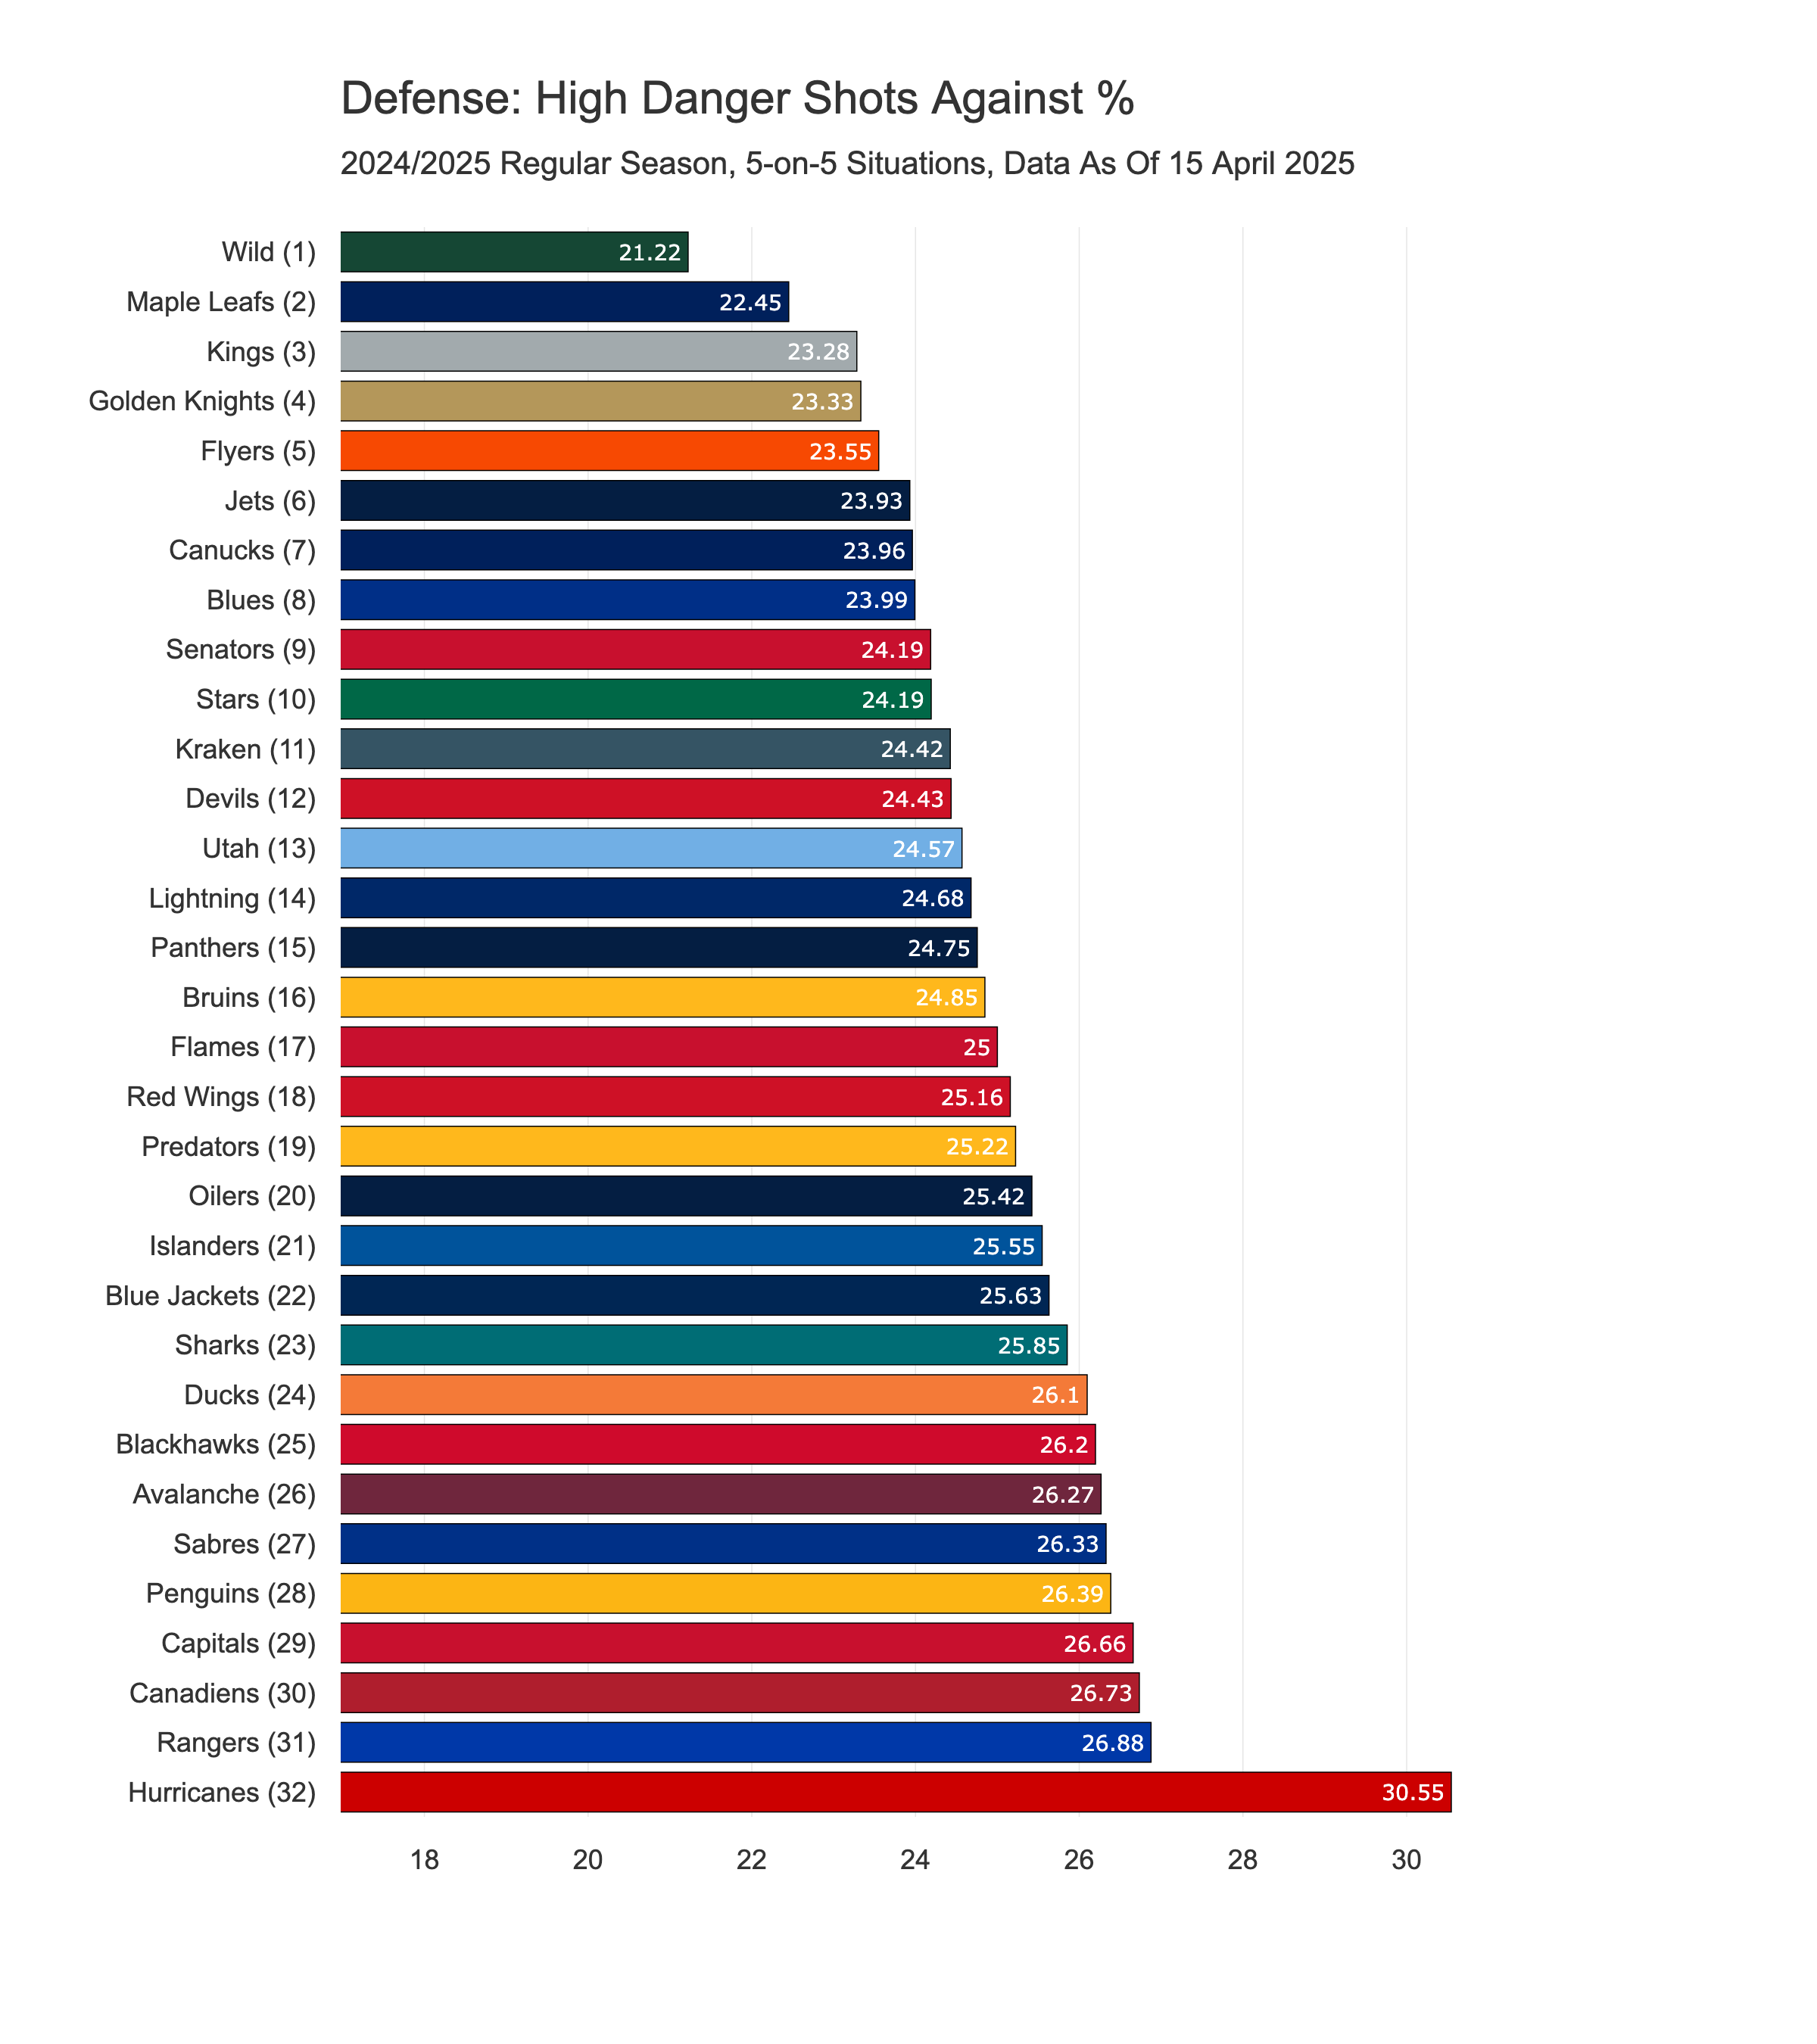 Defense: High Danger Shots Against %
2024/2025 Regular Season, 5-on-5 Situations, Data As Of 15 April 2025
Wild (1) 21.22
Maple Leafs (2) 22.45
Kings (3) 23.28
Golden Knights (4) 23.33
Flyers (5) 23.55
Jets (6) 23.93
Canucks (7) 23.96
Blues (8) 23.99
Senators (9) 24.19
Stars (10) 24.19
Kraken (11) 24.42
Devils (12) 24.43
Utah (13) 24.57
Lightning (14) 24.68
Panthers (15) 24.75
Bruins (16) 24.85
Flames (17) 25
Red Wings (18) 25.16
Predators (19) 25.22
Oilers (20) 25.42
Islanders (21) 25.55
Blue Jackets (22) 25.63
Sharks (23) 25.85
Ducks (24) 26.1
Blackhawks (25) 26.2
Avalanche (26) 26.27
Sabres (27) 26.33
Penguins (28) 26.39
Capitals (29) 26.66
Canadiens (30) 26.73
Rangers (31) 26.88
Hurricanes (32) 30.55
18 20 22 24 26 28 30